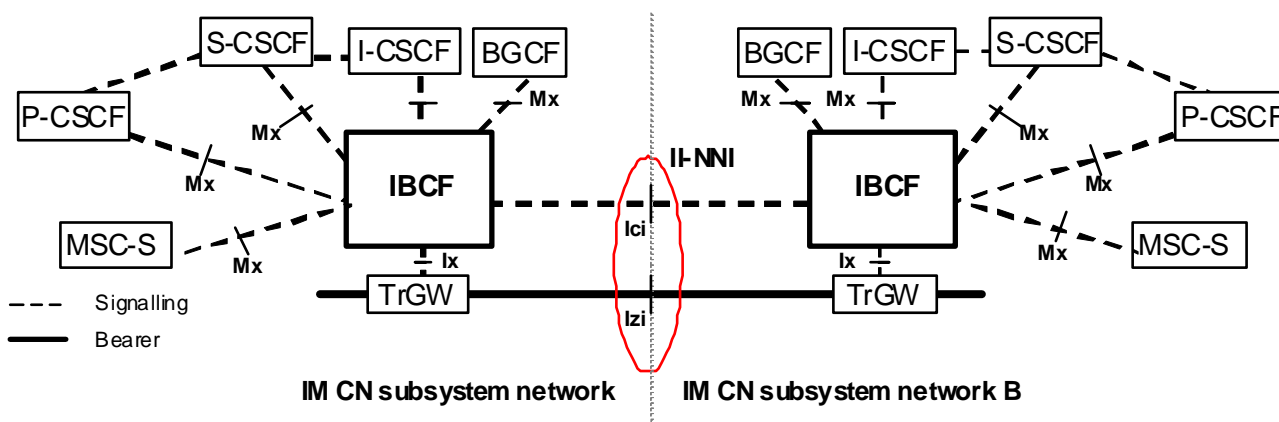 S-CSCF
I-CSCF
BGCF
BGCF
I-CSCF
S-CSCF
P-CSCF
P-CSCF
Mx
Mx
Mx
Mx
Mx
Mx
Mx
IBCF
II-NNI
IBCF
MSC-S
Mx
Ici
Mx
MSC-S
Ix
Ix
TrGW
TrGW
Signalling
Izi
Bearer
IM CN subsystem network
IM CN subsystem network B